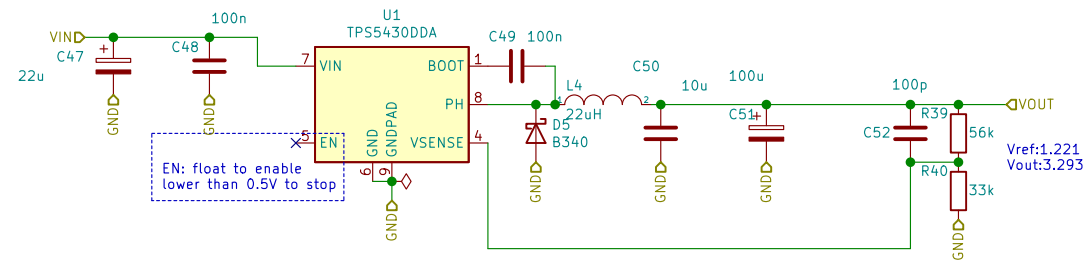 U1
TPS5430DDA
VIN
C47
22u
100n
C48
7
VIN
BOOT
1
C49
100n
PH
8
5
EN
VSENSE
4
GND
GNDPAD
6
9
EN: float to enable
lower than 0.5V to stop
L4
1
2
22uH
D5
B340
C50
10u
100u
C51
100p
C52
R39
56k
R40
33k
VOUT
Vref:1.221
Vout:3.293
GND
GND
GND
GND
GND
GND
GND